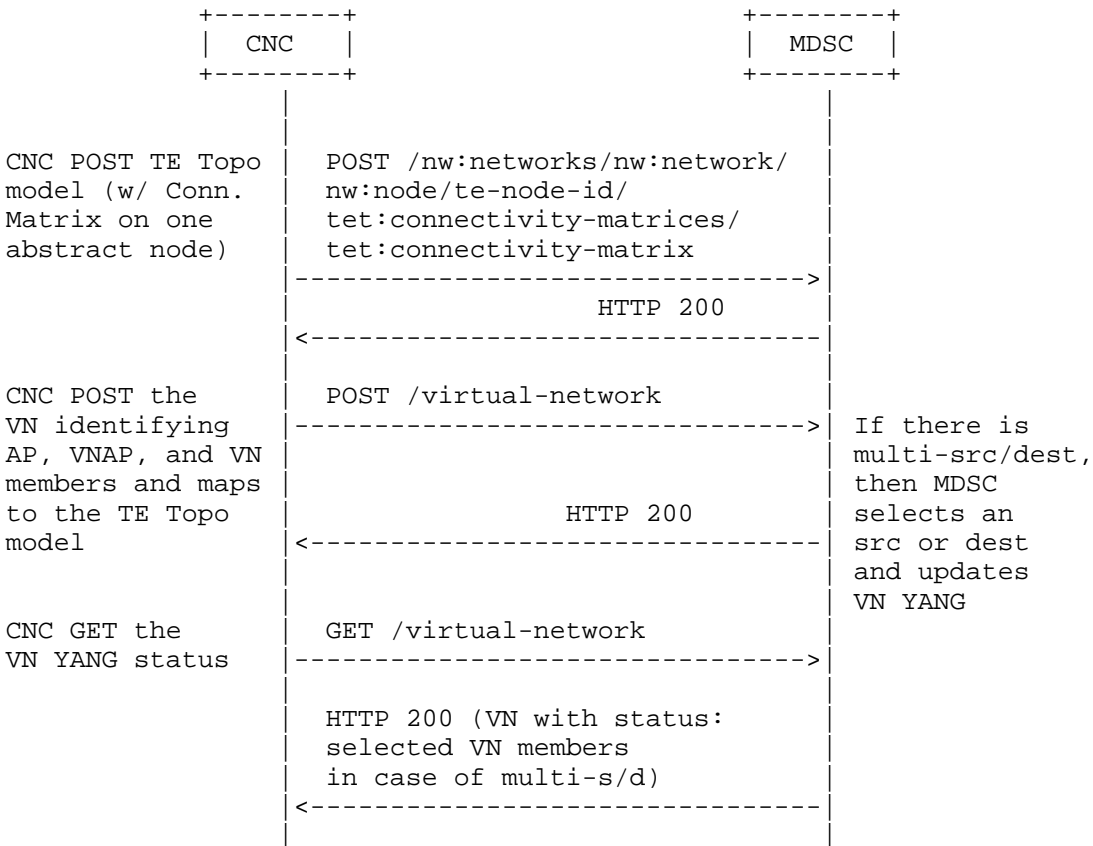 CNC MDSC
CNC POST TE Topo POST /nw:networks/nw:network/
model (w/ Conn. nw:node/te-node-id/
Matrix on one tet:connectivity-matrices/
abstract node) tet:connectivity-matrix
HTTP 200
CNC POST the POST /virtual-network
VN identifying If there is
AP, VNAP, and VN multi-src/dest,
members and maps then MDSC
to the TE Topo HTTP 200 selects an
model src or dest
and updates
VN YANG
CNC GET the GET /virtual-network
VN YANG status
HTTP 200 (VN with status:
selected VN members
in case of multi-s/d)